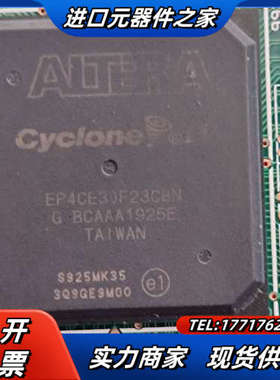 进口元器件之家
ALTERA
Cyclone
EP4CE30F23C8N
G BCAAA1925E
TAIWAN
S925MK35
3Q9GE9M00
e1
开
票
TEL:1771762
实力商家 现货供